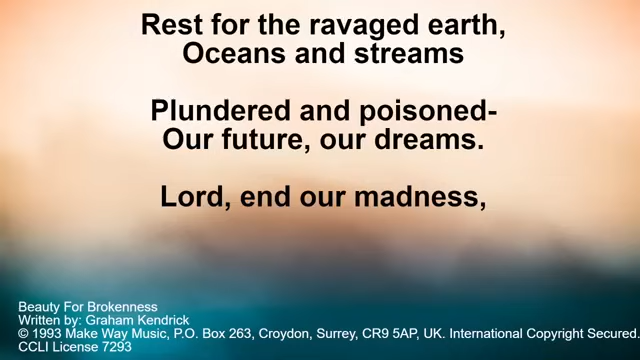 Rest for the ravaged earth,
Oceans and streams
Plundered and poisoned-
Our future, our dreams.
Lord, end our madness,
Beauty For Brokenness
Written by: Graham Kendrick
© 1993 Make Way Music, P.O. Box 263, Croydon, Surrey, CR9 5AP, UK. International Copyright Secured.
CCLI License 7293